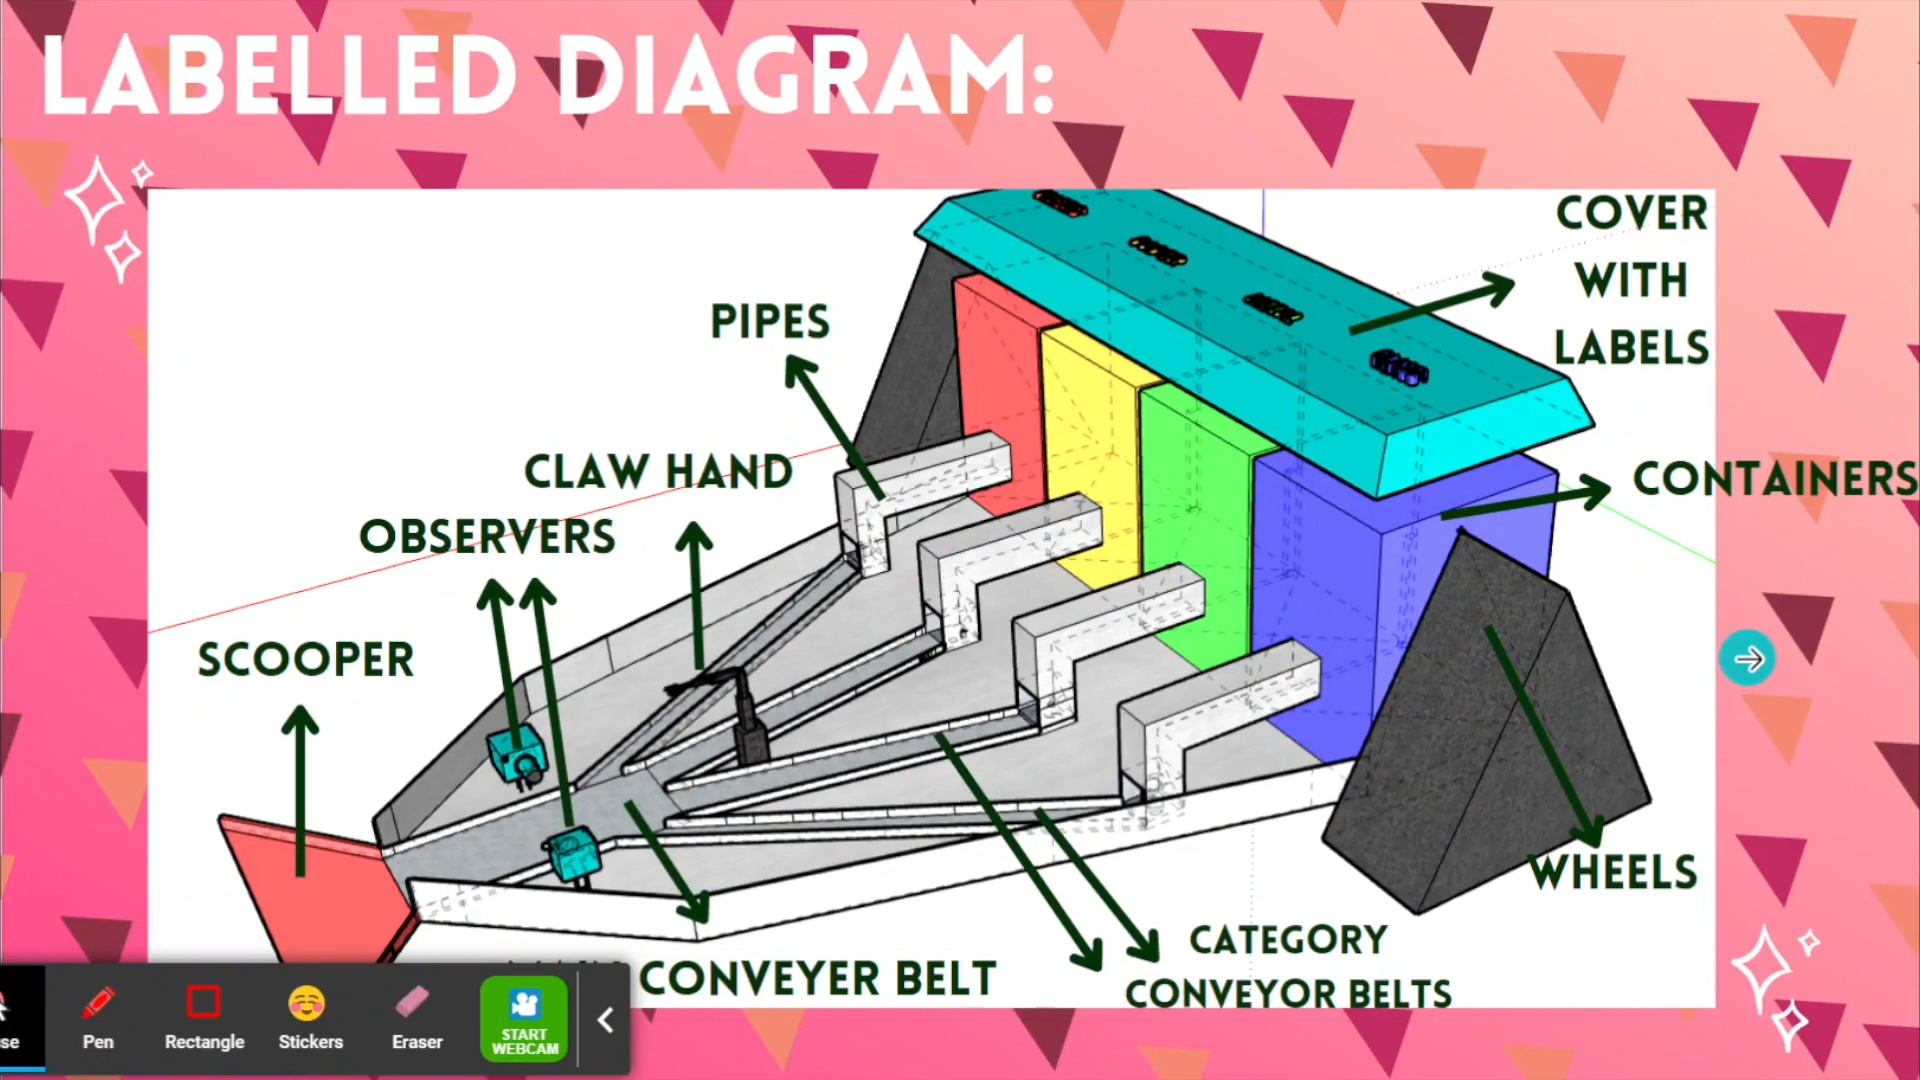 LABELLED DIAGRAM:
COVER
WITH
LABELS
PIPES
CLAW HAND
CONTAINERS
OBSERVERS
SCOOPER
WHEELS
CATEGORY
CONVEYOR BELTS
CONVEYER BELT
se
Pen
Rectangle
Stickers
Eraser
START
WEBCAM